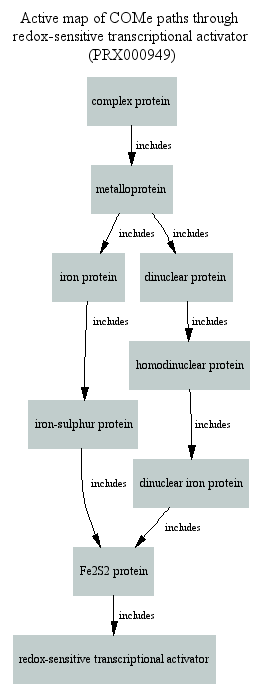 Active map of COMe paths through
redox-sensitive transcriptional activator
(PRX000949)
complex protein
includes
metalloprotein
includes
includes
iron protein
dinuclear protein
includes
includes
homodinuclear protein
iron-sulphur protein
includes
dinuclear iron protein
includes
includes
Fe2S2 protein
includes
redox-sensitive transcriptional activator